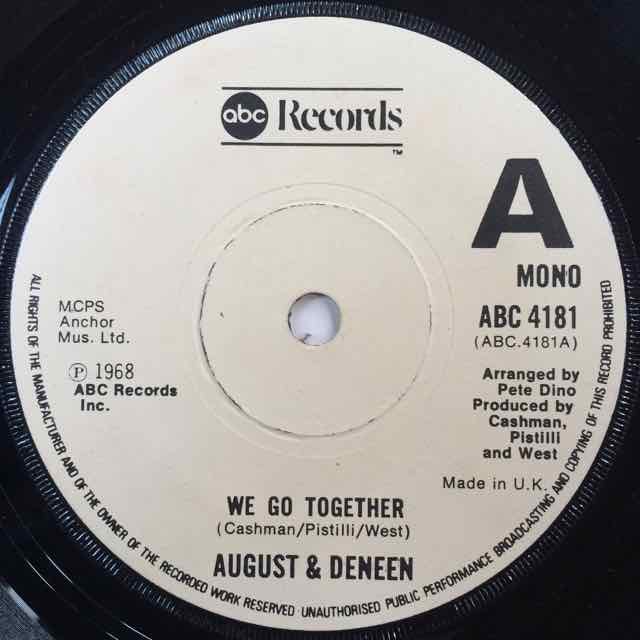 abc Records
TM
A
MONO
ABC 4181
(ABC.4181A)
MCPS
Anchor
Mus. Ltd.
Ⓟ 1968
ABC Records
Inc.
Arranged by
Pete Dino
Produced by
Cashman,
Pistilli
and West
Made in U.K.
WE GO TOGETHER
(Cashman/Pistilli/West)
AUGUST & DENEEN
ALL RIGHTS OF THE MANUFACTURER AND OF THE OWNER OF THE RECORDED WORK RESERVED · UNAUTHORISED PUBLIC PERFORMANCE BROADCASTING AND COPYING OF THIS RECORD PROHIBITED